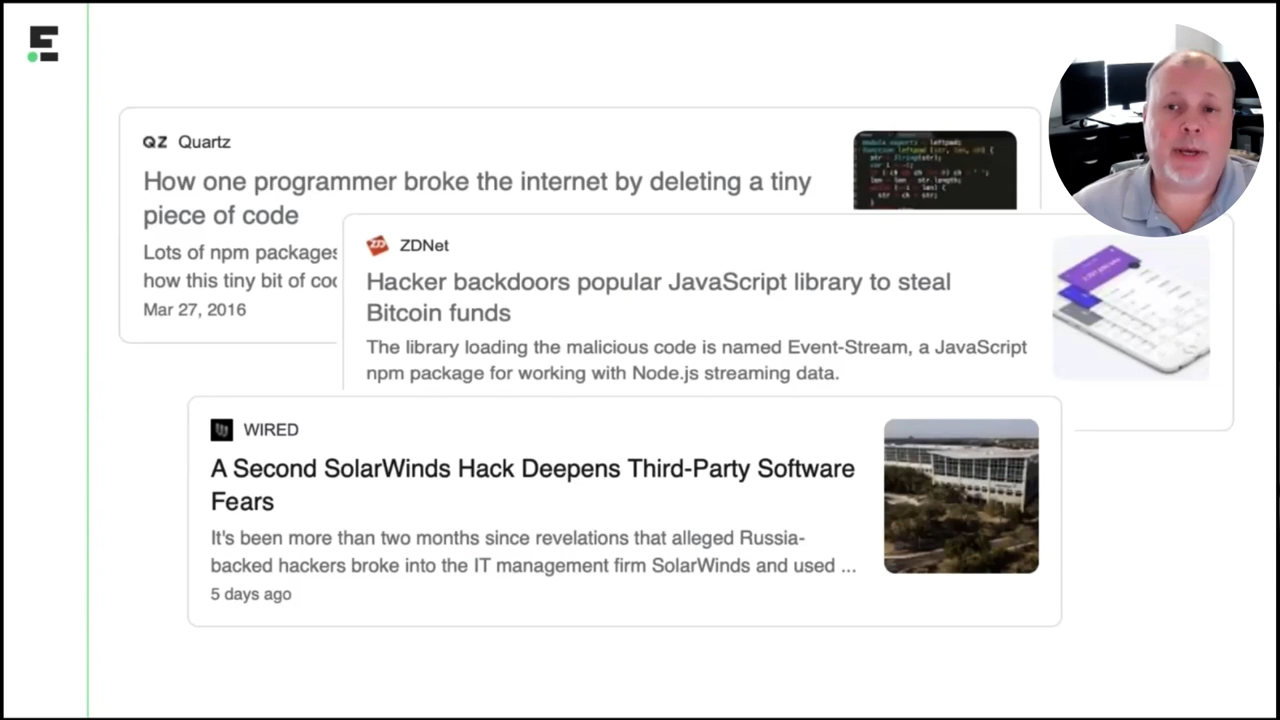 QZ Quartz
How one programmer broke the internet by deleting a tiny
piece of code
Lots of npm packages
how this tiny bit of
Mar 27, 2016
ZDNet
Hacker backdoors popular JavaScript library to steal
Bitcoin funds
The library loading the malicious code is named Event-Stream, a JavaScript
npm package for working with Node.js streaming data.
WIRED
A Second SolarWinds Hack Deepens Third-Party Software
Fears
It's been more than two months since revelations that alleged Russia-
backed hackers broke into the IT management firm SolarWinds and used ...
5 days ago